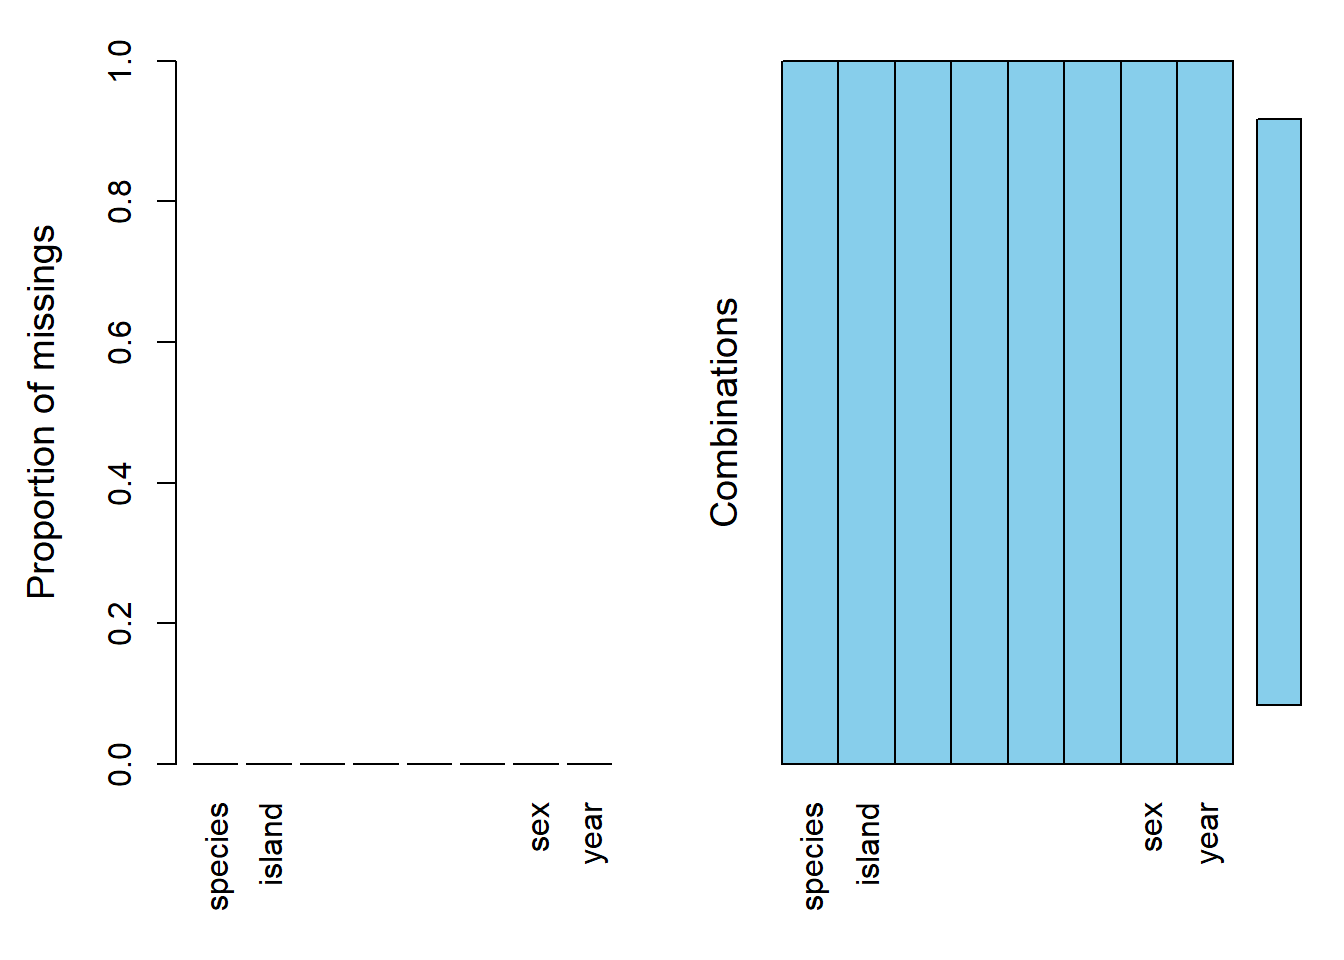 Proportion of missings
1.0
0.8
0.6
0.4
0.2
0.0
species
island
sex
year
Combinations
species
island
sex
year